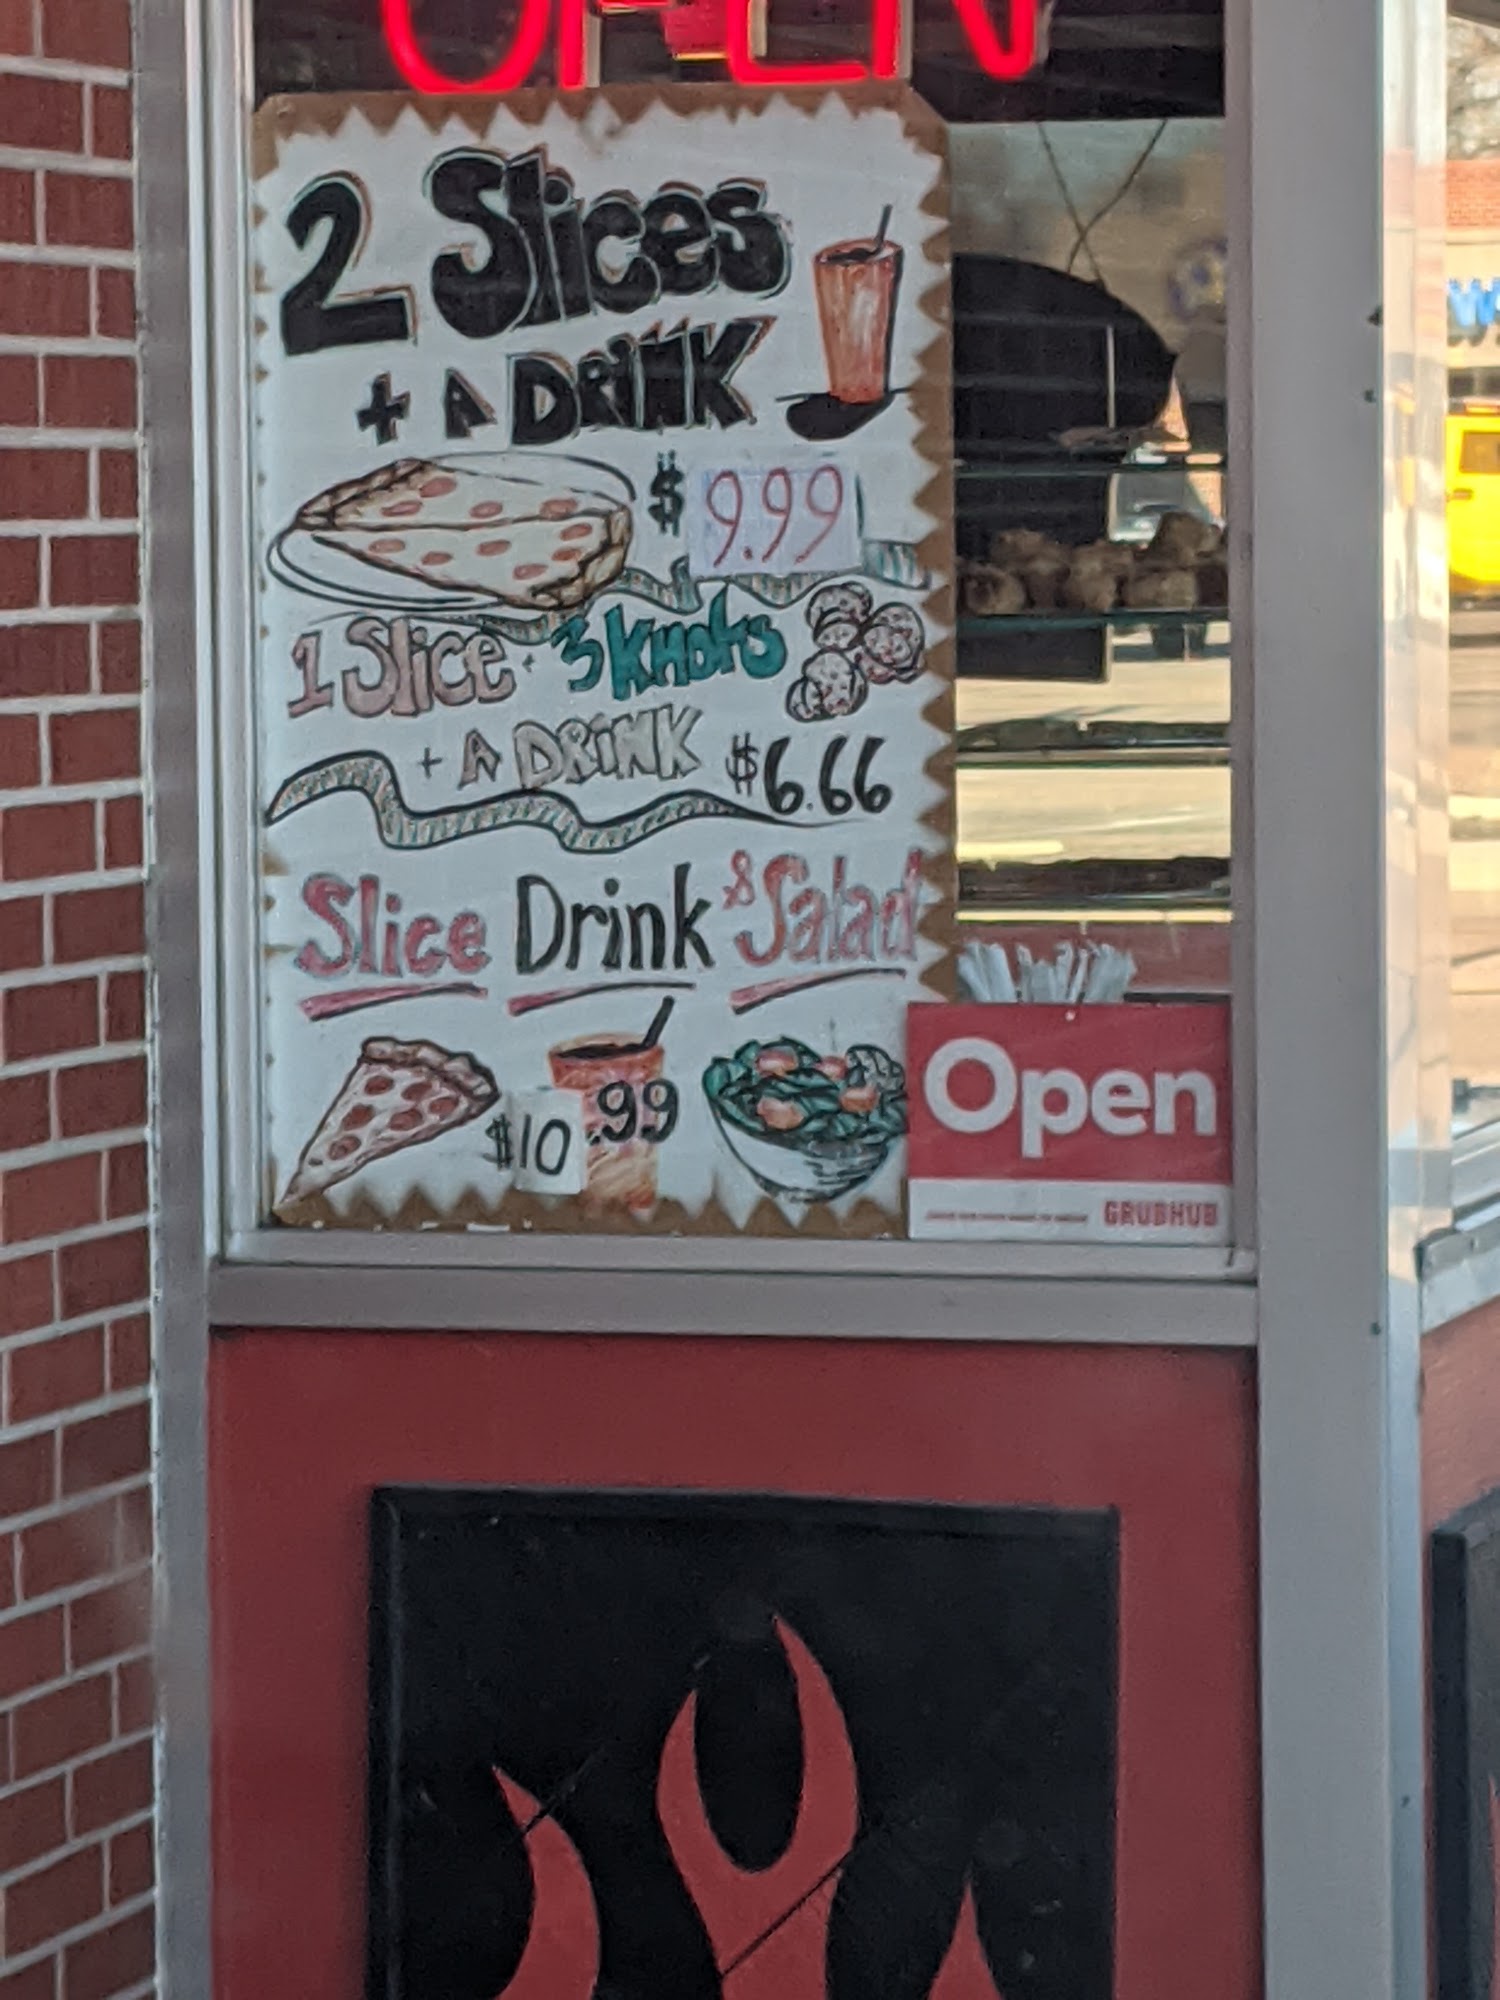 OPEN
2 Slices
+ A DRINK
$ 9.99
1 Slice + 3 Knots
+ A DRINK $6.66
Slice Drink & Salad
$10.99
Open
GRUBHUB